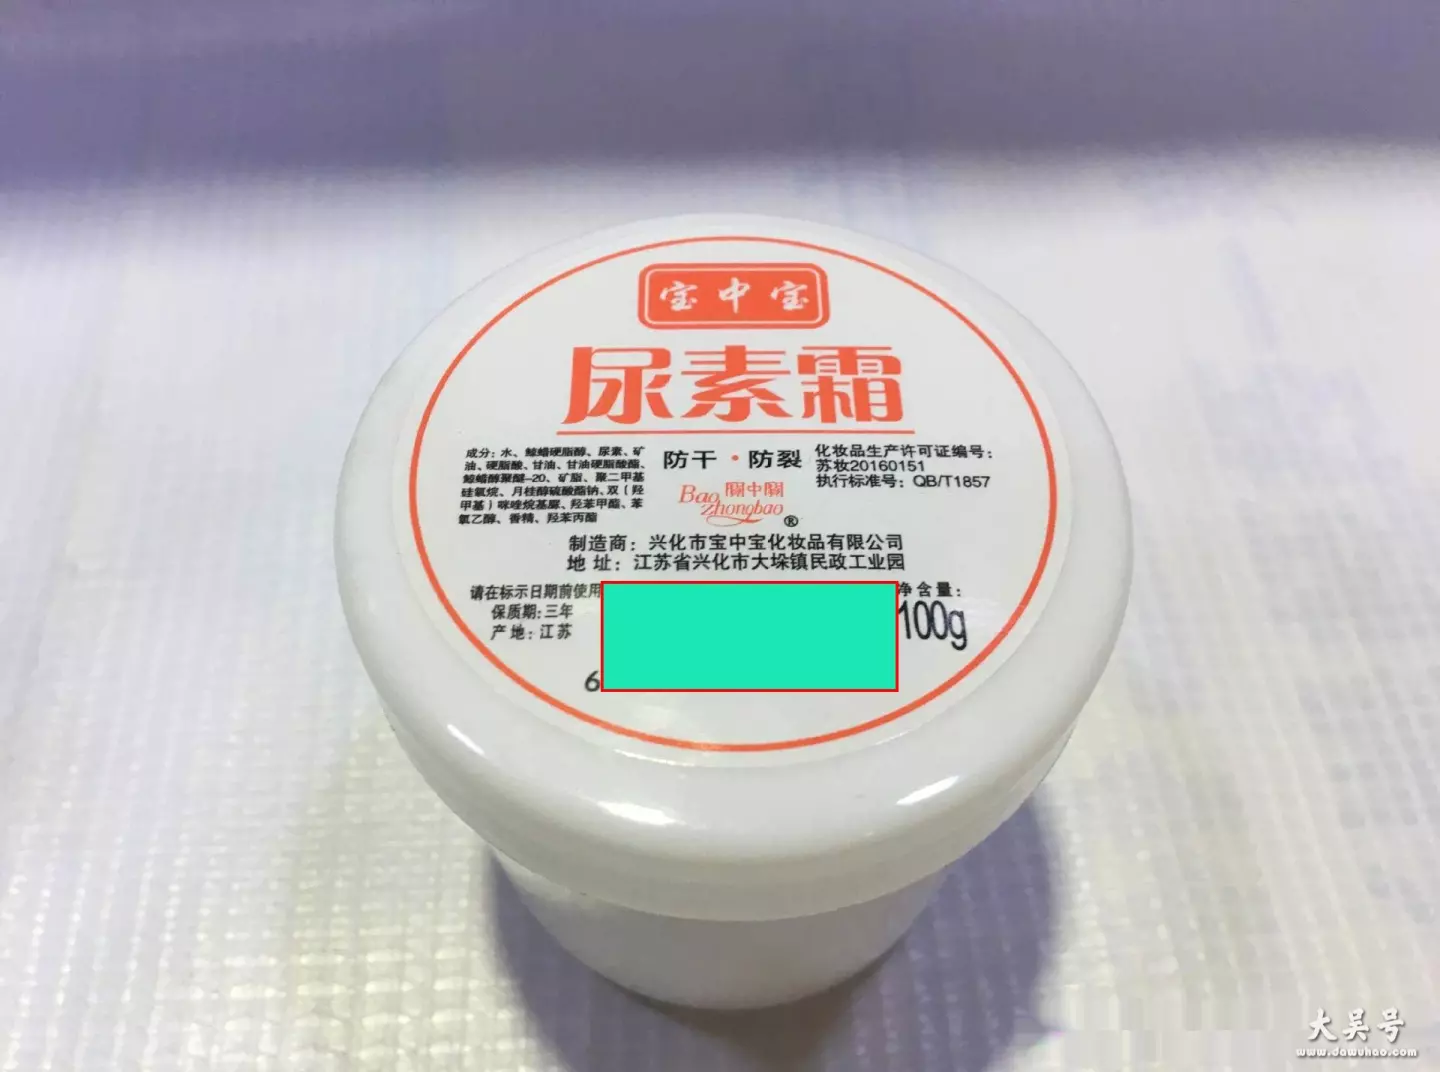 宝中宝
尿素霜
成分：水、鲸蜡硬脂醇、尿素、矿
油、硬脂酸、甘油、甘油硬脂酸酯、
鲸蜡醇聚醚-20、矿脂、聚二甲基
硅氧烷、月桂醇硫酸酯钠、双（羟
甲基）咪唑烷基脲、羟苯甲酯、苯
氧乙醇、香精、羟苯丙酯
防干·防裂
Bao
zhongbao
®
化妆品生产许可证编号：
苏妆20160151
执行标准号：QB/T1857
制造商：兴化市宝中宝化妆品有限公司
地址：江苏省兴化市大垛镇民政工业园
请在标示日期前使用
保质期：三年
产地：江苏
净含量：
100g
6
大吴号
www.dawuhao.com